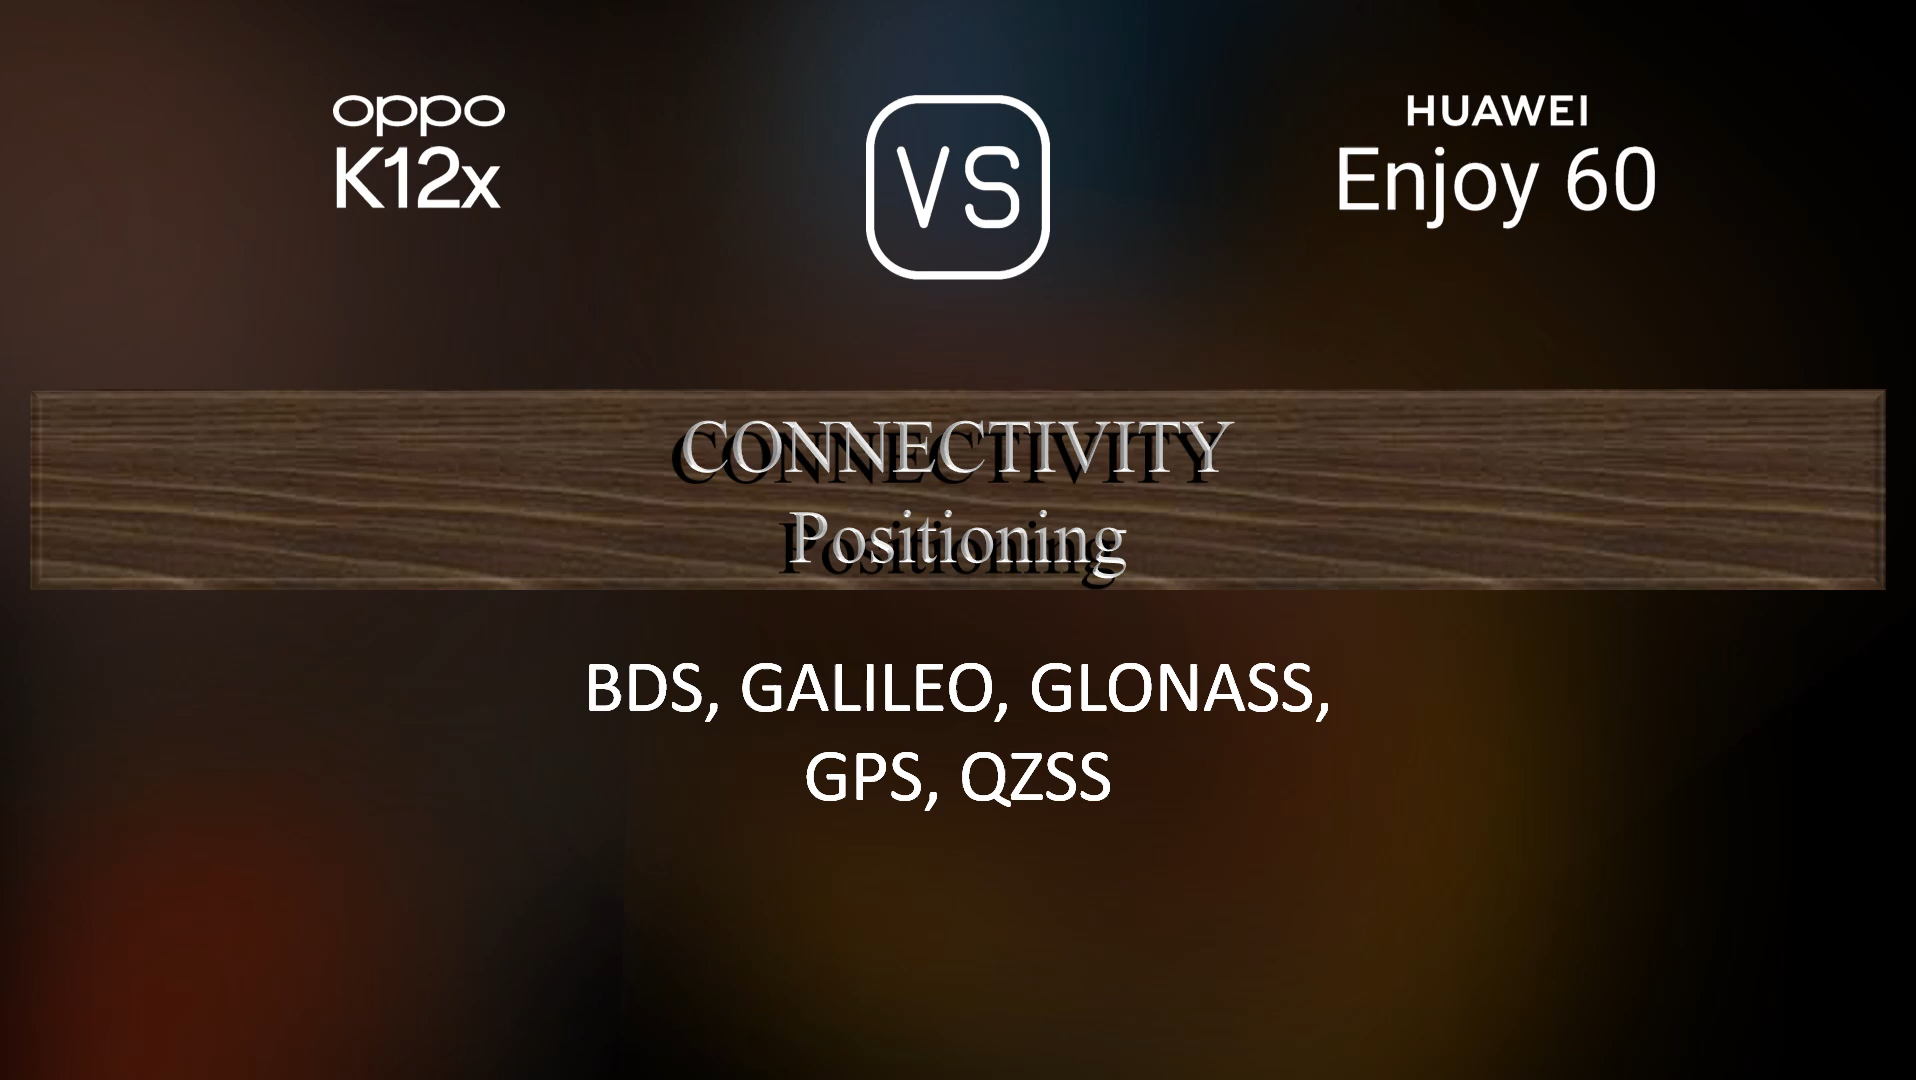 oppo
K12x
VS
HUAWEI
Enjoy 60
CONNECTIVITY
Positioning
BDS, GALILEO, GLONASS,
GPS, QZSS